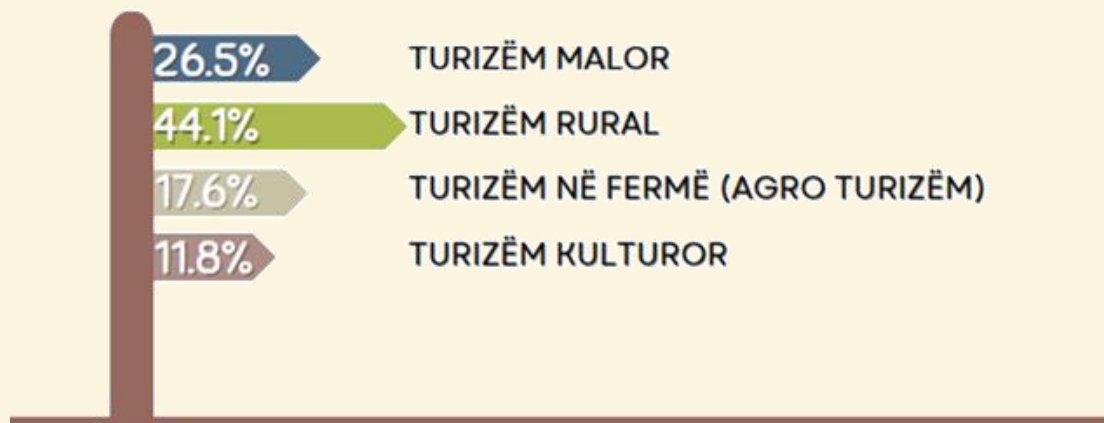 26.5% TURIZËM MALOR
44.1% TURIZËM RURAL
17.6% TURIZËM NË FERMË (AGRO TURIZËM)
11.8% TURIZËM KULTUROR